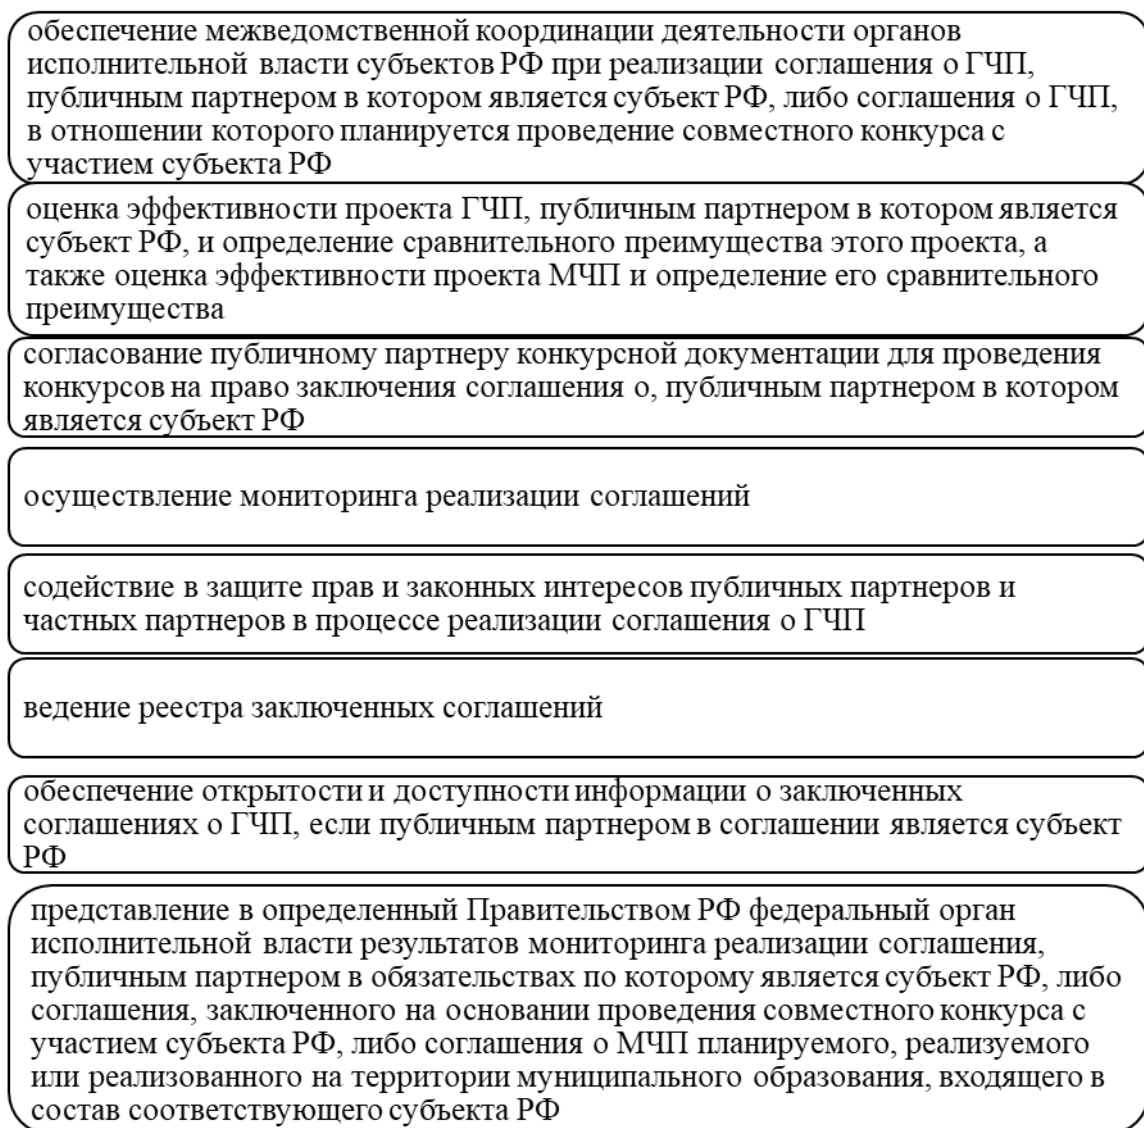 обеспечение межведомственной координации деятельности органов
исполнительной власти субъектов РФ при реализации соглашения о ГЧП,
публичным партнером в котором является субъект РФ, либо соглашения о ГЧП,
в отношении которого планируется проведение совместного конкурса с
участием субъекта РФ
оценка эффективности проекта ГЧП, публичным партнером в котором является
субъект РФ, и определение сравнительного преимущества этого проекта, а
также оценка эффективности проекта МЧП и определение его сравнительного
преимущества
согласование публичному партнеру конкурсной документации для проведения
конкурсов на право заключения соглашения о, публичным партнером в котором
является субъект РФ
осуществление мониторинга реализации соглашений
содействие в защите прав и законных интересов публичных партнеров и
частных партнеров в процессе реализации соглашения о ГЧП
ведение реестра заключенных соглашений
обеспечение открытости и доступности информации о заключенных
соглашениях о ГЧП, если публичным партнером в соглашении является субъект
РФ
представление в определенный Правительством РФ федеральный орган
исполнительной власти результатов мониторинга реализации соглашения,
публичным партнером в обязательствах по которому является субъект РФ, либо
соглашения, заключенного на основании проведения совместного конкурса с
участием субъекта РФ, либо соглашения о МЧП планируемого, реализуемого
или реализованного на территории муниципального образования, входящего в
состав соответствующего субъекта РФ